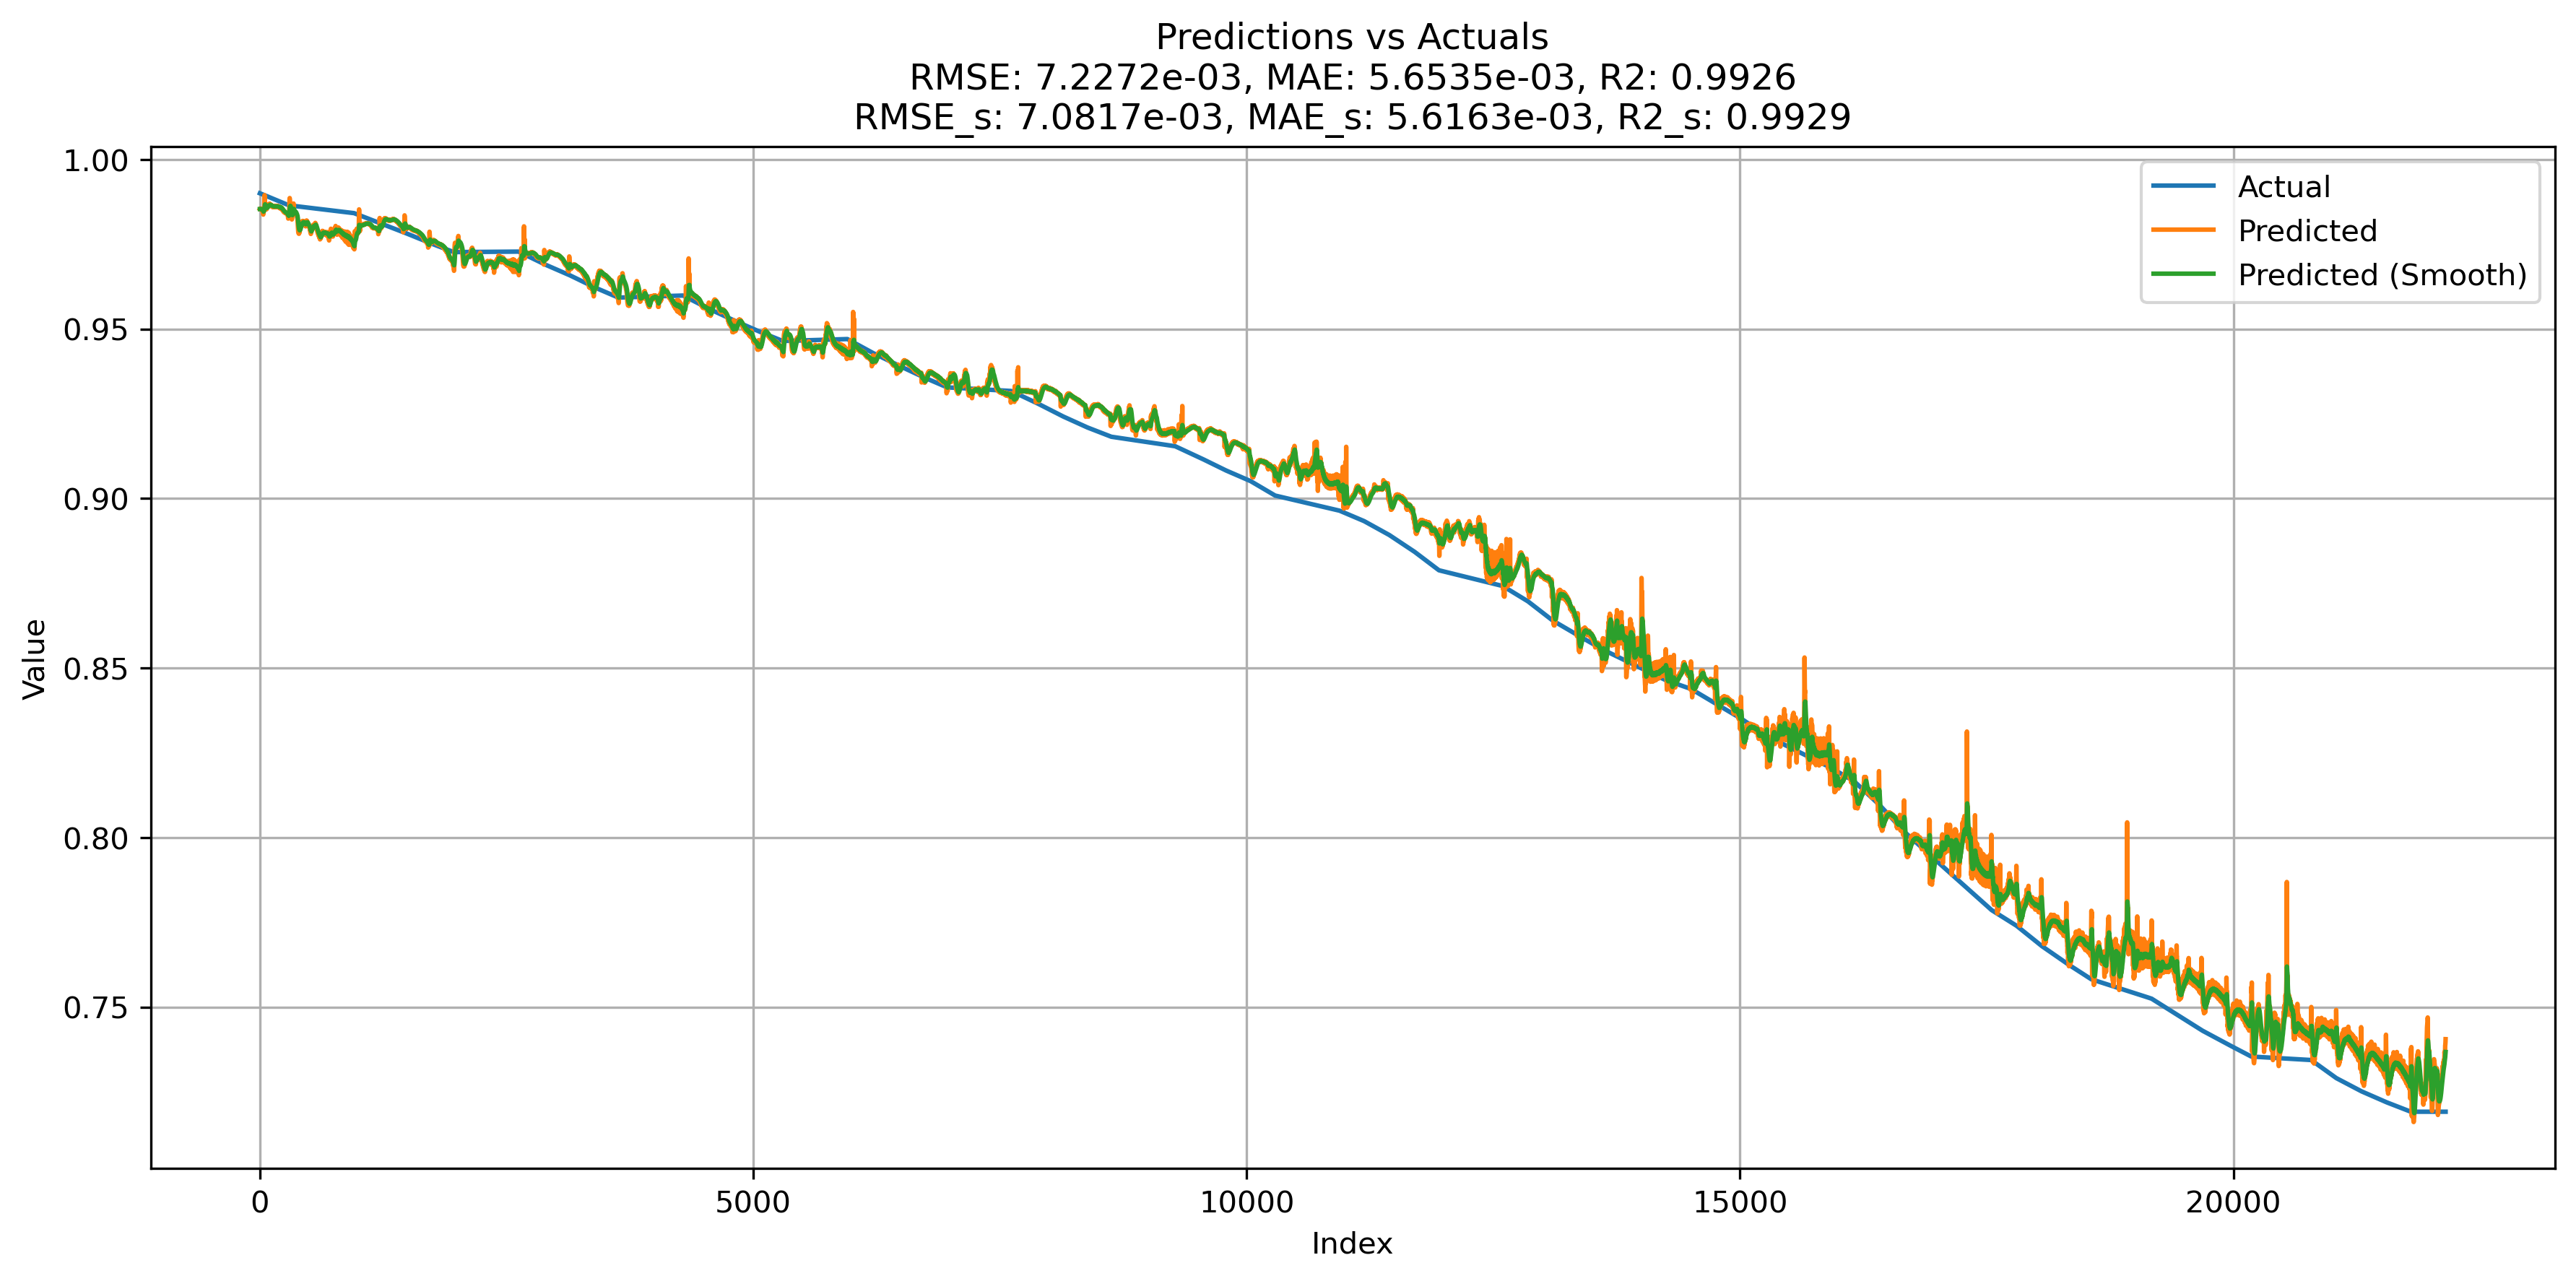 Predictions vs Actuals
RMSE: 7.2272e-03, MAE: 5.6535e-03, R2: 0.9926
RMSE_s: 7.0817e-03, MAE_s: 5.6163e-03, R2_s: 0.9929
Actual
Predicted
Predicted (Smooth)
Value
1.00
0.95
0.90
0.85
0.80
0.75
0
5000
10000
15000
20000
Index